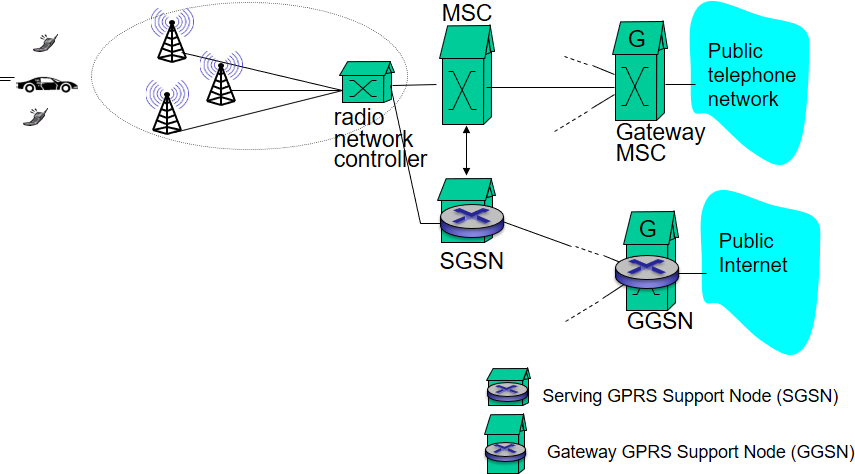 MSC
G
Public
telephone
network
radio
network
controller
Gateway
MSC
SGSN
G
Public
Internet
GGSN
Serving GPRS Support Node (SGSN)
Gateway GPRS Support Node (GGSN)